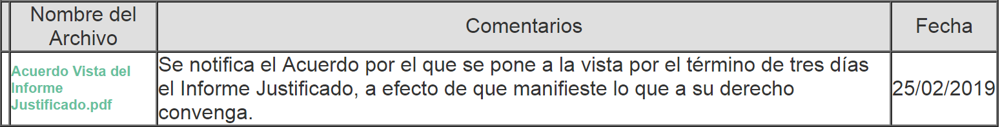 Nombre del
Archivo
Comentarios
Fecha
Acuerdo Vista del
Informe
Justificado.pdf
Se notifica el Acuerdo por el que se pone a la vista por el término de tres días
el Informe Justificado, a efecto de que manifieste lo que a su derecho
convenga.
25/02/2019